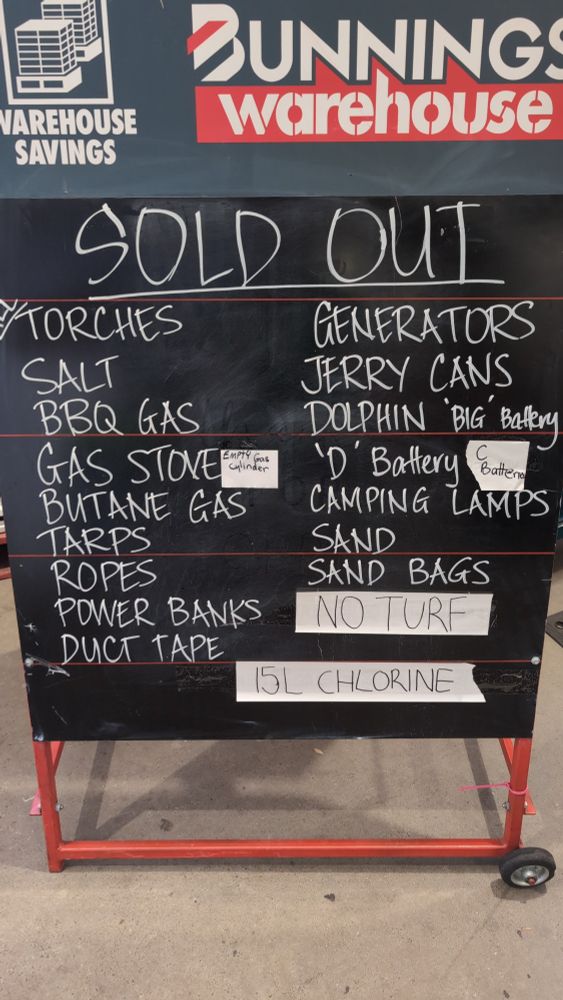 WAREHOUSE
SAVINGS
BUNNINGS
warehouse
SOLD OUT
TORCHES
SALT
BBQ GAS
GAS STOVE
Empty Gas
Cylinder
BUTANE GAS
TARPS
ROPES
POWER BANKS
DUCT TAPE
GENERATORS
JERRY CANS
DOLPHIN 'BIG' Battery
'D' Battery
C
Batteries
CAMPING LAMPS
SAND
SAND BAGS
NO TURF
15L CHLORINE